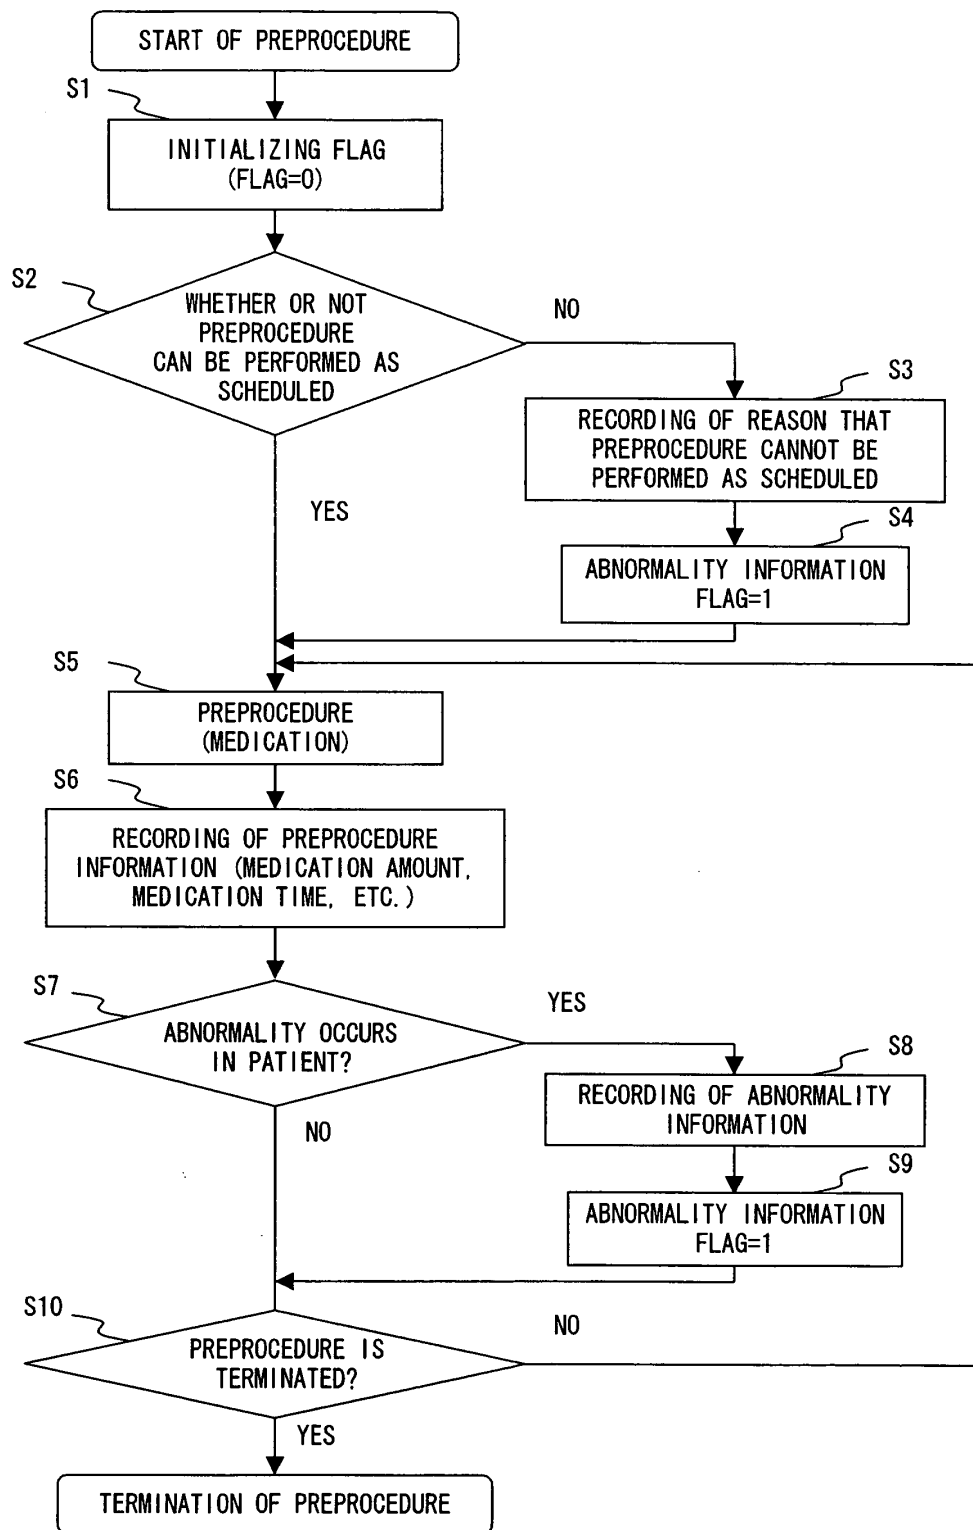 START OF PREPROCEDURE
S1
INITIALIZING FLAG
(FLAG=0)
S2
WHETHER OR NOT
PREPROCEDURE
CAN BE PERFORMED AS
SCHEDULED
NO
S3
RECORDING OF REASON THAT
PREPROCEDURE CANNOT BE
PERFORMED AS SCHEDULED
YES
S4
ABNORMALITY INFORMATION
FLAG=1
S5
PREPROCEDURE
(MEDICATION)
S6
RECORDING OF PREPROCEDURE
INFORMATION (MEDICATION AMOUNT,
MEDICATION TIME, ETC.)
S7
ABNORMALITY OCCURS
IN PATIENT?
YES
S8
RECORDING OF ABNORMALITY
INFORMATION
NO
S9
ABNORMALITY INFORMATION
FLAG=1
S10
PREPROCEDURE IS
TERMINATED?
NO
YES
TERMINATION OF PREPROCEDURE